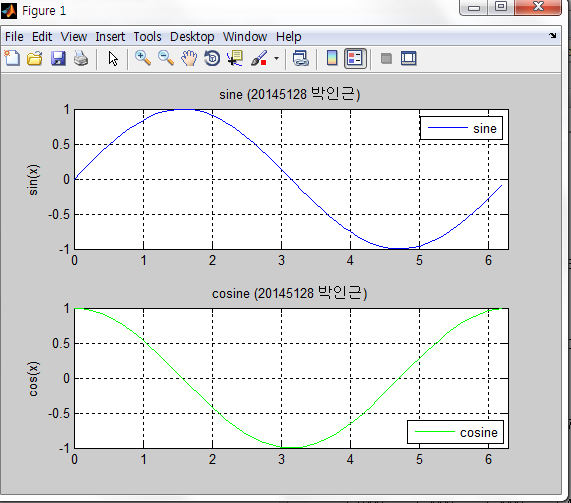 Figure 1
File Edit View Insert Tools Desktop Window Help
sine (20145128 박인근)
1
0.5
0
-0.5
-1
sin(x)
sine
0 1 2 3 4 5 6
cosine (20145128 박인근)
1
0.5
0
-0.5
-1
cos(x)
cosine
0 1 2 3 4 5 6